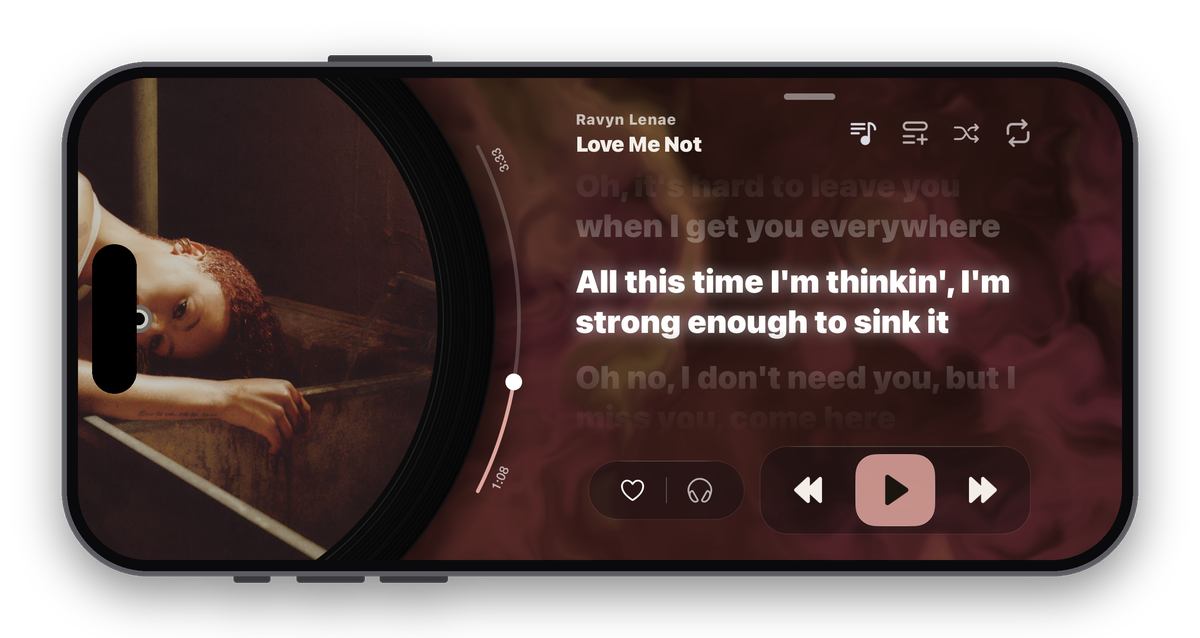 Ravyn Lenae
Love Me Not
3:33
Oh, it's hard to leave you
when I get you everywhere
All this time I'm thinkin', I'm
strong enough to sink it
Oh no, I don't need you, but I
miss you, come here
1:08